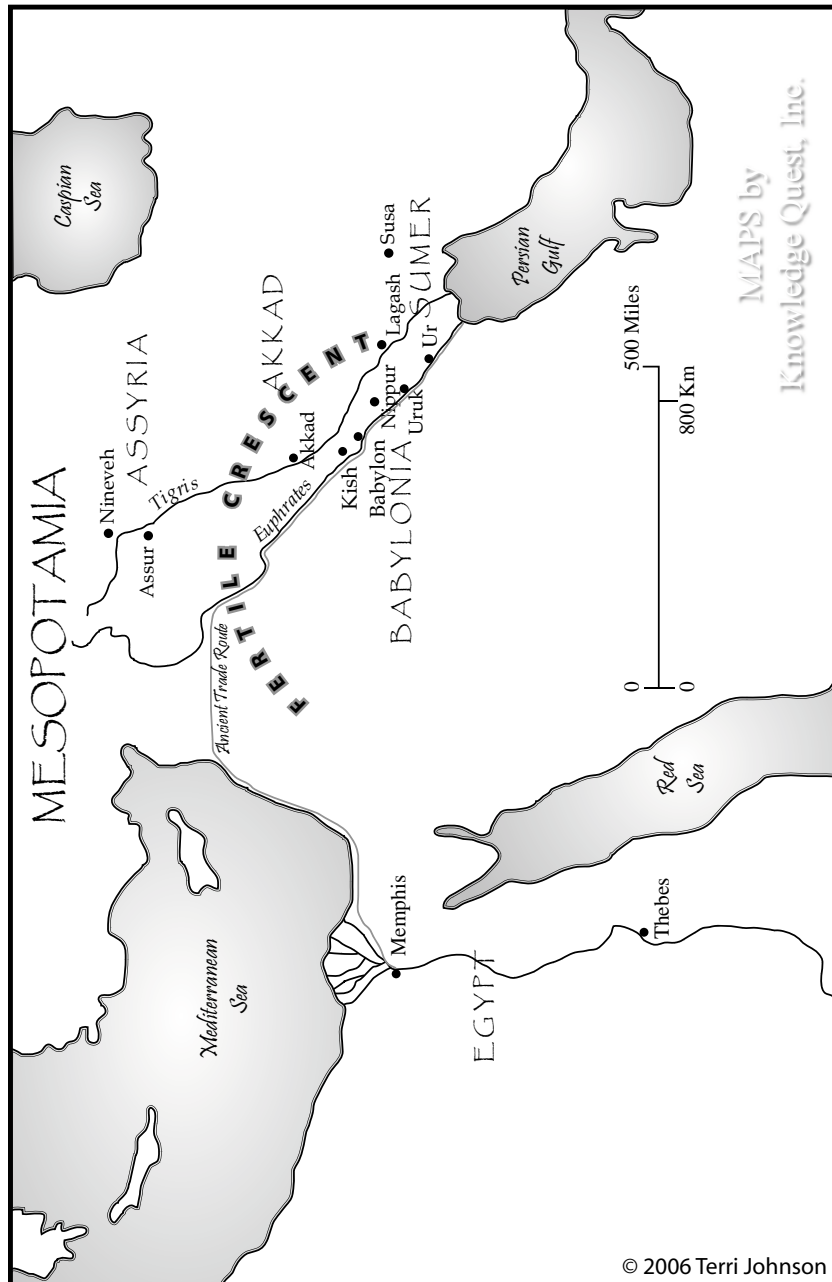 MESOPOTAMIA
Caspian
Sea
Nineveh
ASSYRIA
Assur
Tigris
FERTILE CRESCENT
AKKAD
Akkad
Ancient Trade Route
Euphrates
Mediterranean
Sea
Kish
Babylon
Nippur
Lagash
Susa
BABYLONIA
Uruk
Ur
SUMER
Memphis
EGYPT
Persian
Gulf
Red
Sea
Thebes
0
500 Miles
0
800 Km
MAPS by
Knowledge Quest, Inc.
© 2006 Terri Johnson